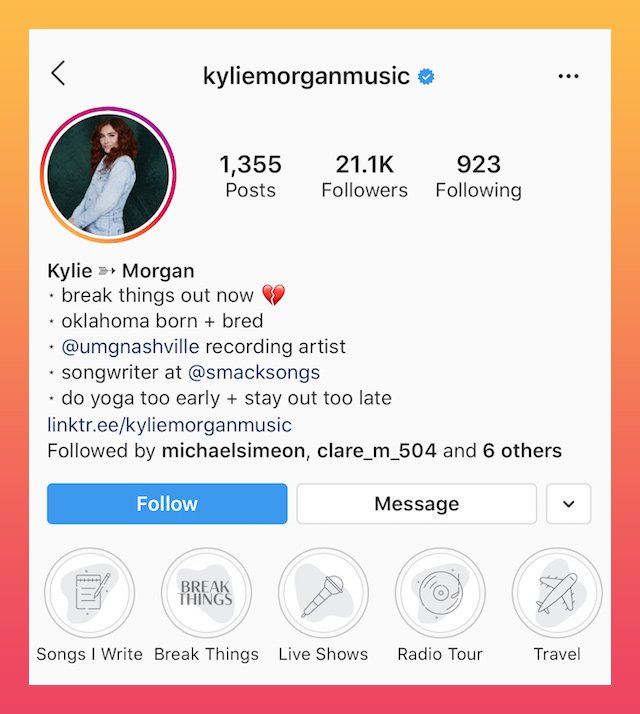 kyliemorganmusic
1,355 21.1K 923
Posts Followers Following
Kylie ➳ Morgan
· break things out now 💔
· oklahoma born + bred
· @umgnashville recording artist
· songwriter at @smacksongs
· do yoga too early + stay out too late
linktr.ee/kyliemorganmusic
Followed by michaelsimeon, clare_m_504 and 6 others
Follow Message
BREAK
THINGS
Songs I Write Break Things Live Shows Radio Tour Travel